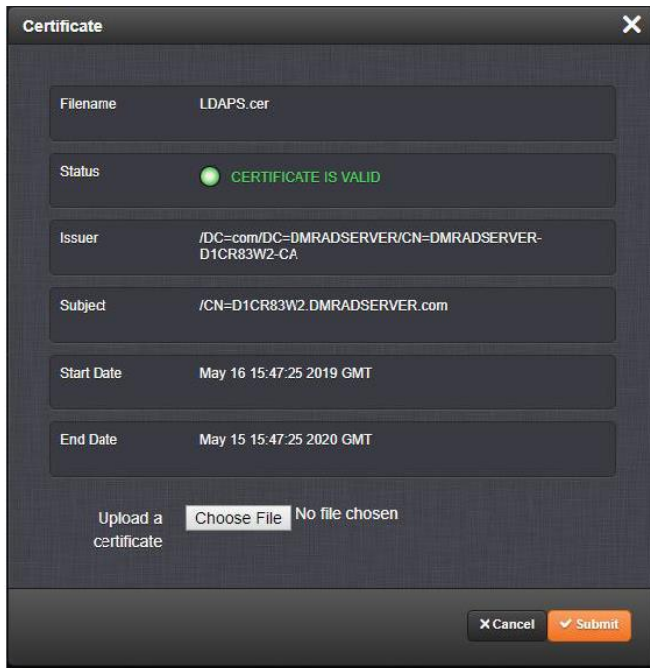 Certificate
Filename LDAPS.cer
Status CERTIFICATE IS VALID
Issuer /DC=com/DC=DMRADSERVER/CN=DMRADSERVER-
D1CR83W2-CA
Subject /CN=D1CR83W2.DMRADSERVER.com
Start Date May 16 15:47:25 2019 GMT
End Date May 15 15:47:25 2020 GMT
Upload a Choose File No file chosen
certificate
Cancel Submit